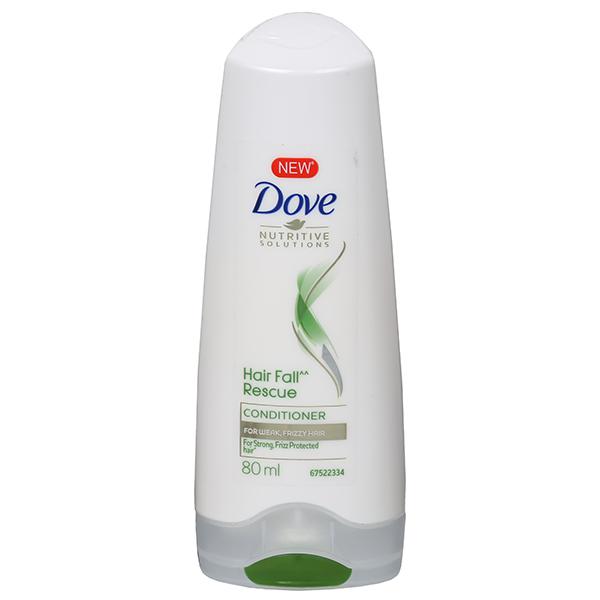 NEW*
Dove
NUTRITIVE
SOLUTIONS
Hair Fall^^
Rescue
CONDITIONER
FOR WEAK, FRIZZY HAIR
For Strong, Frizz Protected
hair^
80 ml
67522334